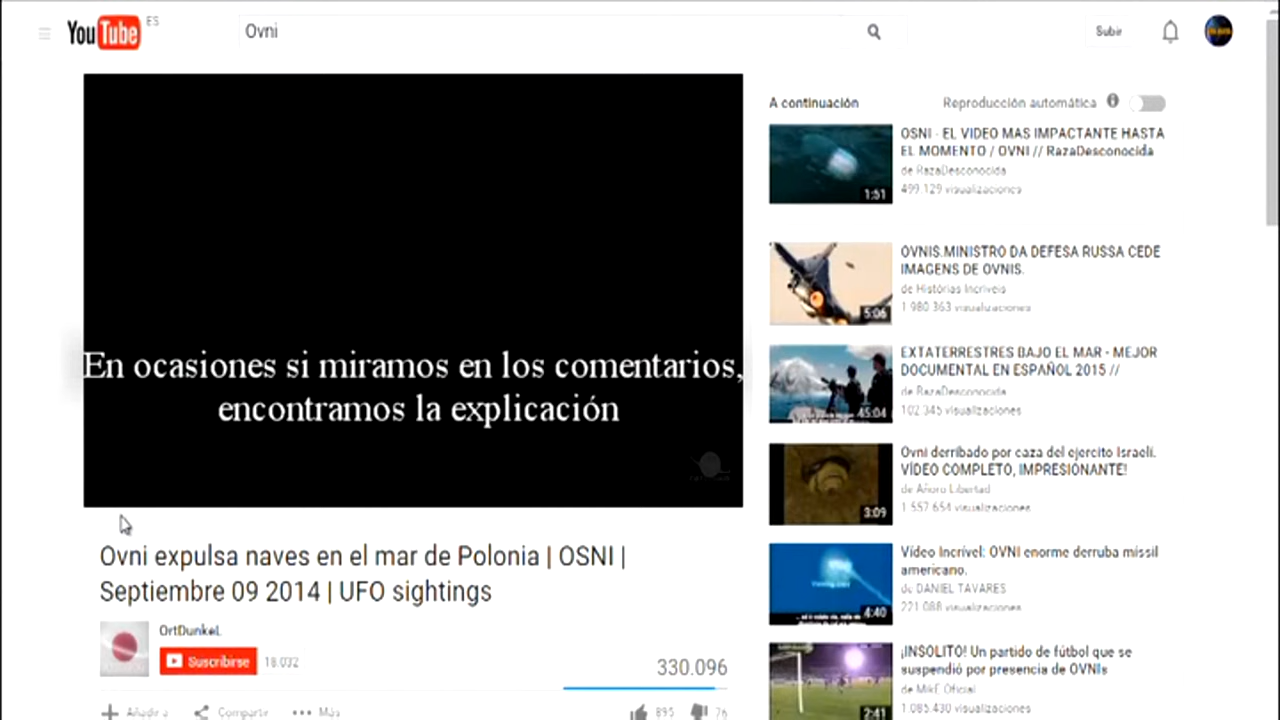 YouTube ES
Ovni
Subir
En ocasiones si miramos en los comentarios,
encontramos la explicación
Ovni expulsa naves en el mar de Polonia | OSNI |
Septiembre 09 2014 | UFO sightings
OrtDunkeL
Suscribirse 18.032
330.096
Añadir a Compartir Más
895 76
A continuación
Reproducción automática
OSNI - EL VIDEO MAS IMPACTANTE HASTA
EL MOMENTO / OVNI // RazaDesconocida
de RazaDesconocida
499.129 visualizaciones
1:51
OVNIS.MINISTRO DA DEFESA RUSSA CEDE
IMAGENS DE OVNIS.
de Histórias Incríveis
1.980.363 visualizaciones
5:06
EXTATERRESTRES BAJO EL MAR - MEJOR
DOCUMENTAL EN ESPAÑOL 2015 //
de RazaDesconocida
102.345 visualizaciones
45:04
Ovni derribado por caza del ejercito Israelí.
VÍDEO COMPLETO, IMPRESIONANTE!
de Añoro Libertad
1.557.654 visualizaciones
3:09
Vídeo Incrível: OVNI enorme derruba míssil
americano.
de DANIEL TAVARES
221.088 visualizaciones
4:40
¡INSOLITO! Un partido de fútbol que se
suspendió por presencia de OVNIs
de MikE Oficial
1.085.430 visualizaciones
2:41